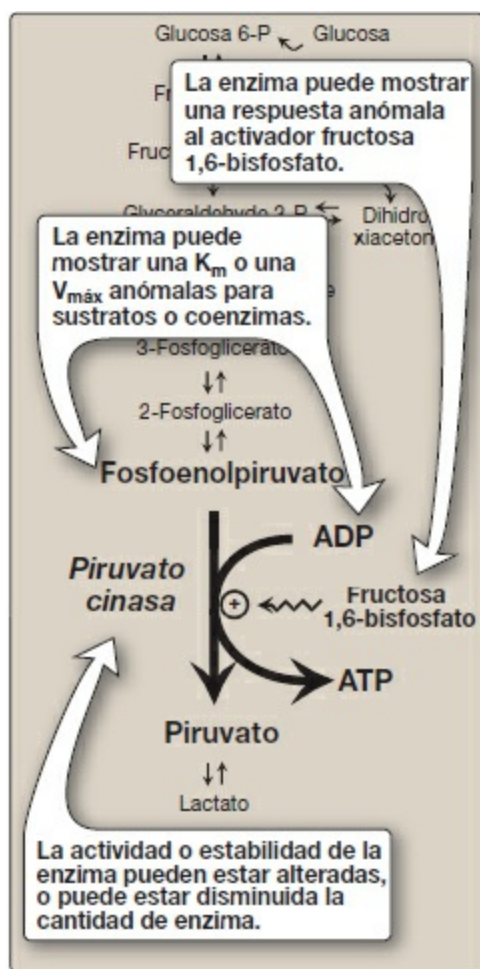 Glucosa 6-P Glucosa
La enzima puede mostrar
una respuesta anómala
al activador fructosa
1,6-bisfosfato.
Glyceraldehyde 3-P Dihidro
xiaceton
La enzima puede
mostrar una Km o una
Vmáx anómalas para
sustratos o coenzimas.
3-Fosfoglicerato
2-Fosfoglicerato
Fosfoenolpiruvato
ADP
Piruvato
cinasa
+
Fructosa
1,6-bisfosfato
ATP
Piruvato
Lactato
La actividad o estabilidad de la
enzima pueden estar alteradas,
o puede estar disminuida la
cantidad de enzima.